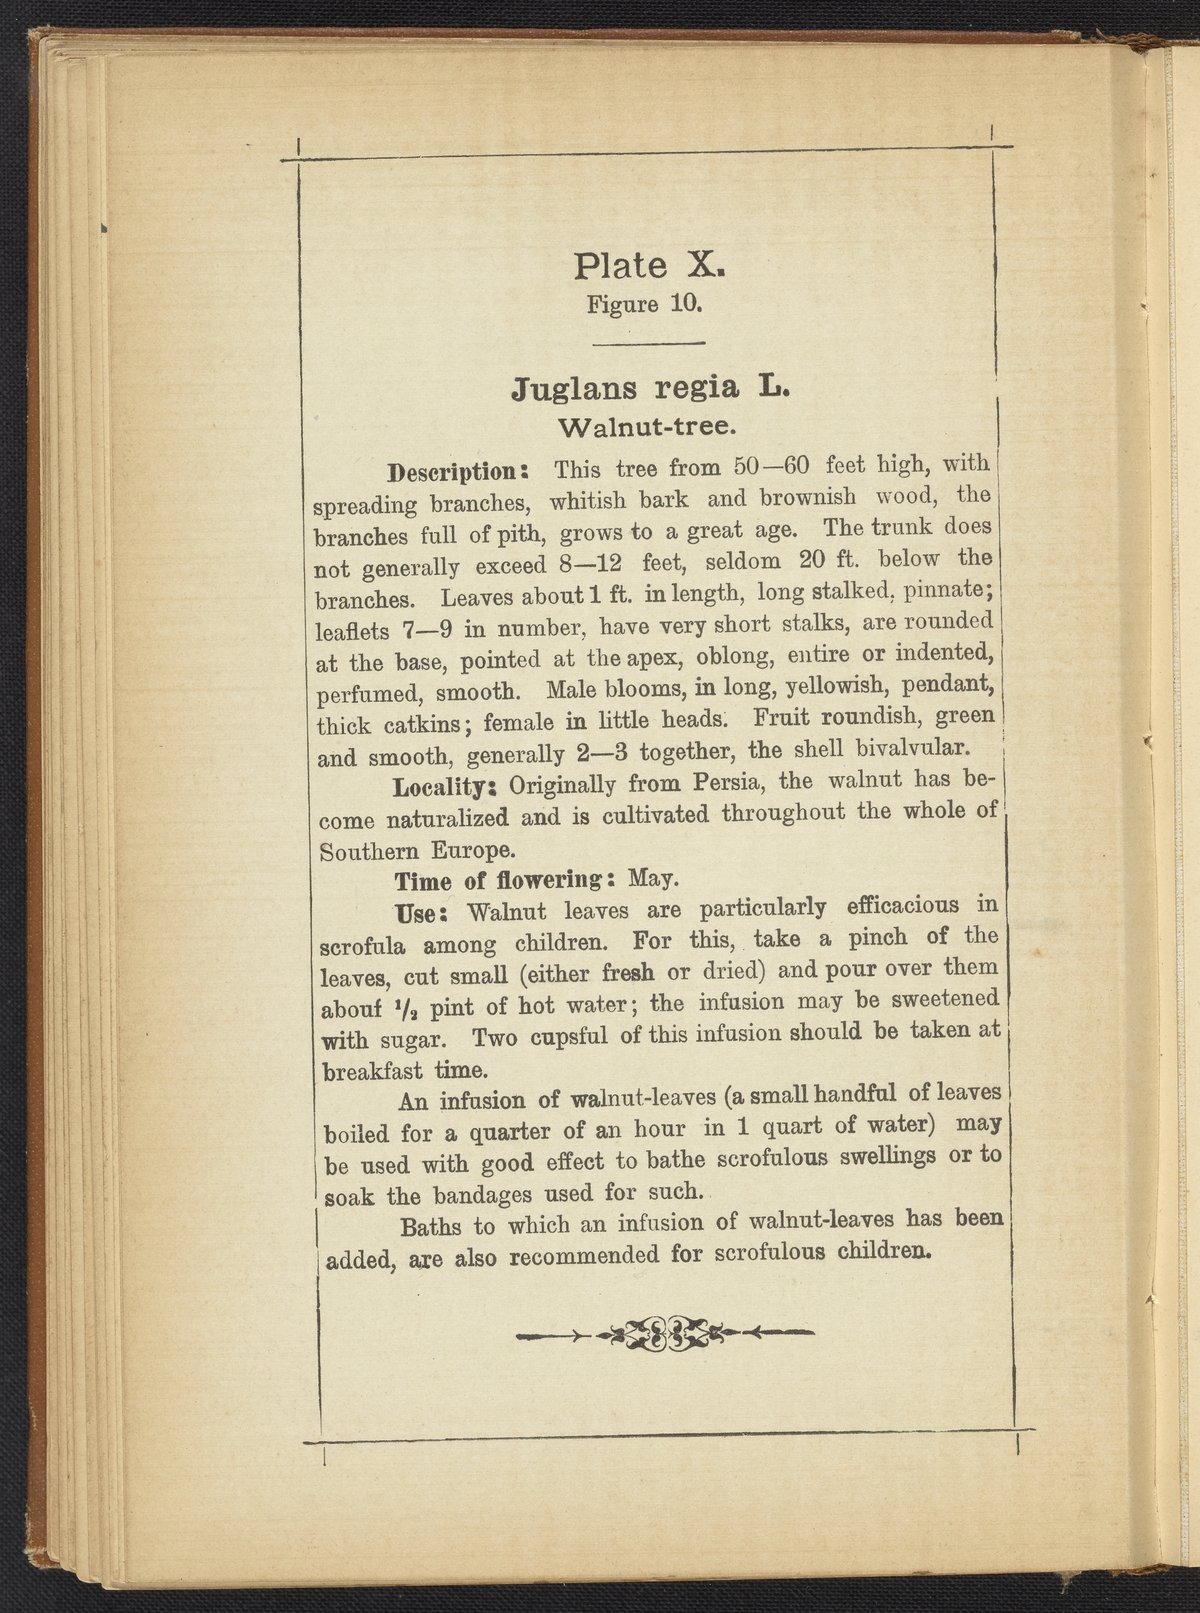 Plate X.
Figure 10.
Juglans regia L.
Walnut-tree.
Description: This tree from 50—60 feet high, with
spreading branches, whitish bark and brownish wood, the
branches full of pith, grows to a great age. The trunk does
not generally exceed 8—12 feet, seldom 20 ft. below the
branches. Leaves about 1 ft. in length, long stalked, pinnate;
leaflets 7—9 in number, have very short stalks, are rounded
at the base, pointed at the apex, oblong, entire or indented,
perfumed, smooth. Male blooms, in long, yellowish, pendant,
thick catkins; female in little heads. Fruit roundish, green
and smooth, generally 2—3 together, the shell bivalvular.
Locality: Originally from Persia, the walnut has be-
come naturalized and is cultivated throughout the whole of
Southern Europe.
Time of flowering: May.
Use: Walnut leaves are particularly efficacious in
scrofula among children. For this, take a pinch of the
leaves, cut small (either fresh or dried) and pour over them
abouf 1/2 pint of hot water; the infusion may be sweetened
with sugar. Two cupsful of this infusion should be taken at
breakfast time.
An infusion of walnut-leaves (a small handful of leaves
boiled for a quarter of an hour in 1 quart of water) may
be used with good effect to bathe scrofulous swellings or to
soak the bandages used for such.
Baths to which an infusion of walnut-leaves has been
added, are also recommended for scrofulous children.